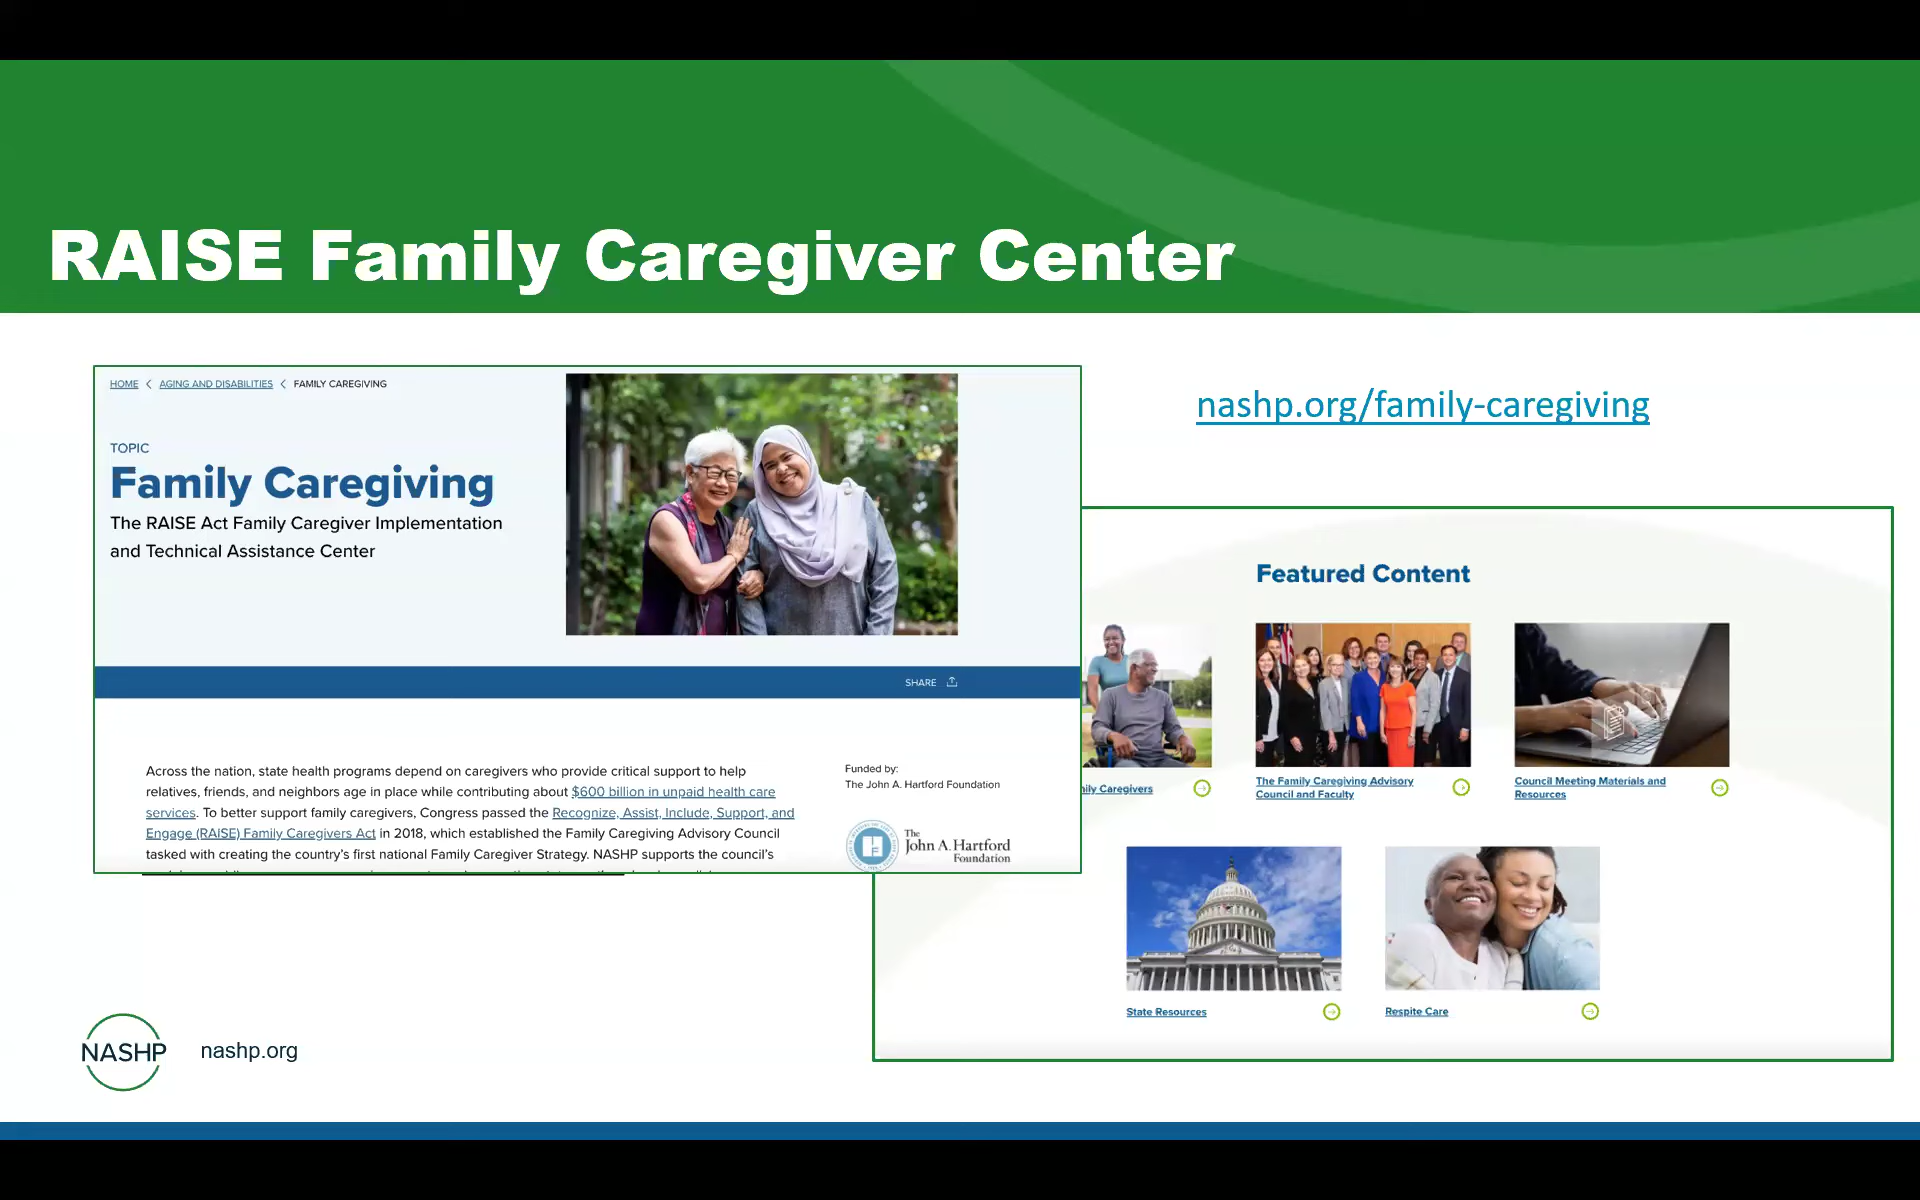 RAISE Family Caregiver Center
HOME < AGING AND DISABILITIES < FAMILY CAREGIVING
TOPIC
Family Caregiving
The RAISE Act Family Caregiver Implementation
and Technical Assistance Center
SHARE
Across the nation, state health programs depend on caregivers who provide critical support to help
relatives, friends, and neighbors age in place while contributing about $600 billion in unpaid health care
services. To better support family caregivers, Congress passed the Recognize, Assist, Include, Support, and
Engage (RAISE) Family Caregivers Act in 2018, which established the Family Caregiving Advisory Council
tasked with creating the country's first national Family Caregiver Strategy. NASHP supports the council's
Funded by:
The John A. Hartford Foundation
The
John A. Hartford
Foundation
nashp.org/family-caregiving
Featured Content
Caregivers
The Family Caregiving Advisory
Council and Faculty
Council Meeting Materials and
Resources
State Resources
Respite Care
NASHP
nashp.org